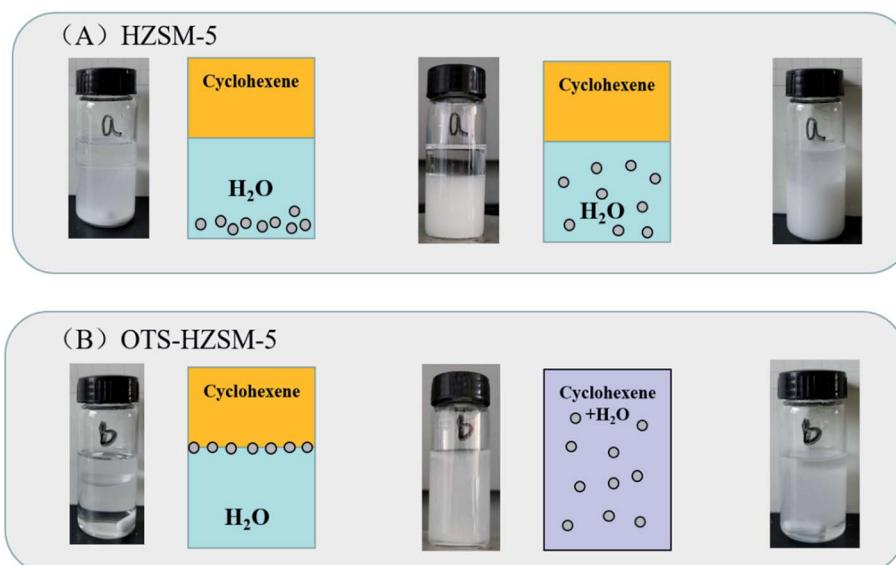 （A）HZSM-5
a
Cyclohexene
H₂O
a
Cyclohexene
H₂O
a
（B）OTS-HZSM-5
b
Cyclohexene
H₂O
b
Cyclohexene
+H₂O
b